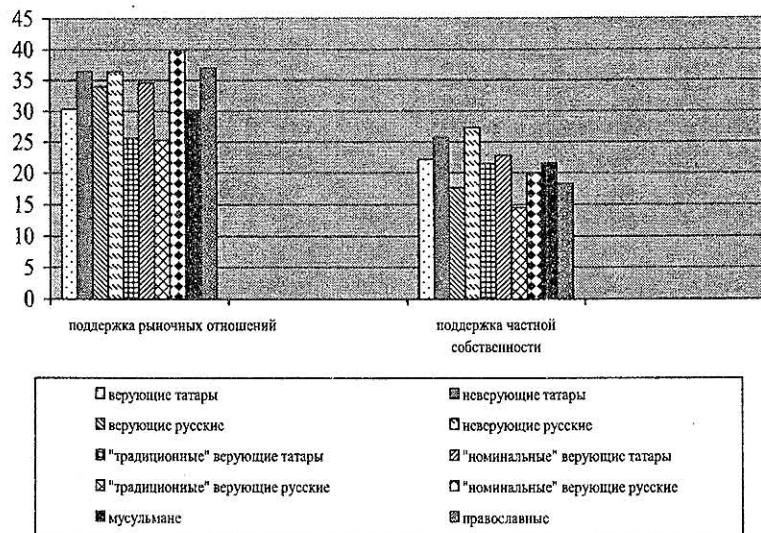 45
40
35
30
25
20
15
10
5
0
поддержка рыночных отношений
поддержка частной
собственности
верующие татары
неверующие татары
верующие русские
неверующие русские
"традиционные" верующие татары
"номинальные" верующие татары
"традиционные" верующие русские
"номинальные" верующие русские
мусульмане
православные